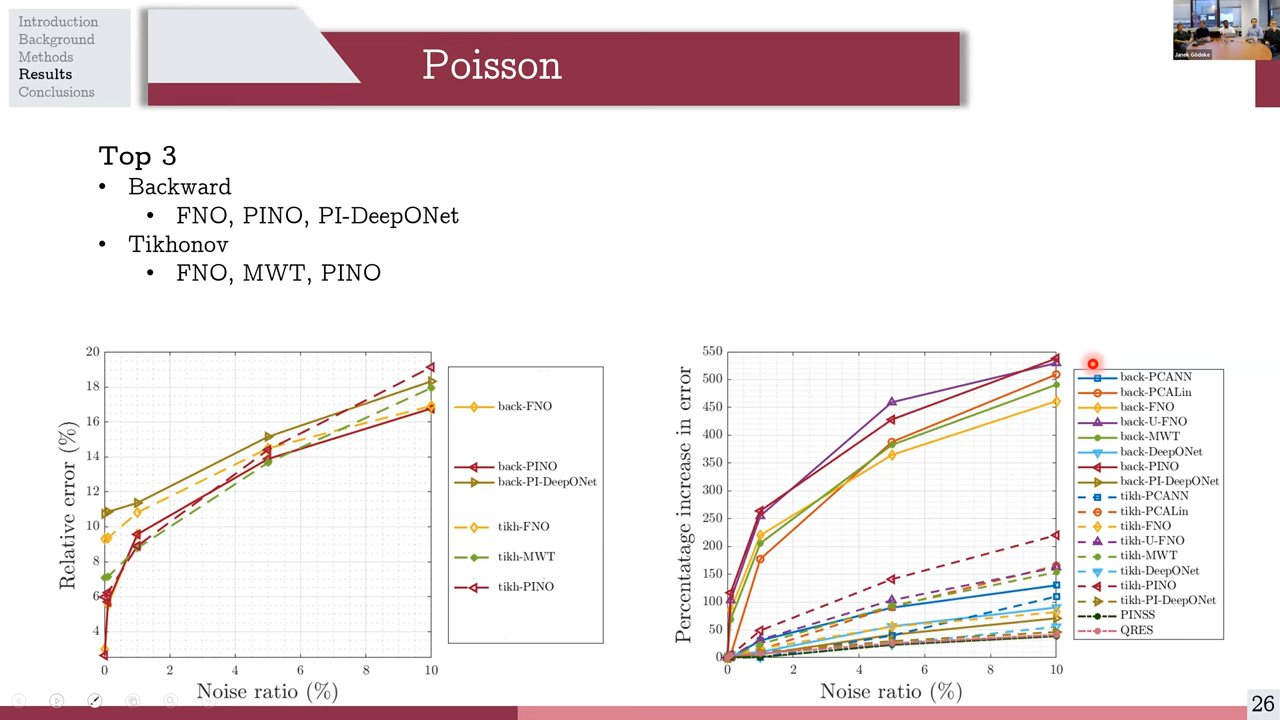 Introduction
Background
Methods
Results
Conclusions
Poisson
Janek Gödeke
Top 3
• Backward
• FNO, PINO, PI-DeepONet
• Tikhonov
• FNO, MWT, PINO
Relative error (%)
20
18
16
14
12
10
8
6
4
0 2 4 6 8 10
Noise ratio (%)
back-FNO
back-PINO
back-PI-DeepONet
tikh-FNO
tikh-MWT
tikh-PINO
Percentatage increase in error
550
500
450
400
350
300
250
200
150
100
50
0
0 2 4 6 8 10
Noise ratio (%)
back-PCANN
back-PCALin
back-FNO
back-U-FNO
back-MWT
back-DeepONet
back-PINO
back-PI-DeepONet
tikh-PCANN
tikh-PCALin
tikh-FNO
tikh-U-FNO
tikh-MWT
tikh-DeepONet
tikh-PINO
tikh-PI-DeepONet
PINSS
QRES
26